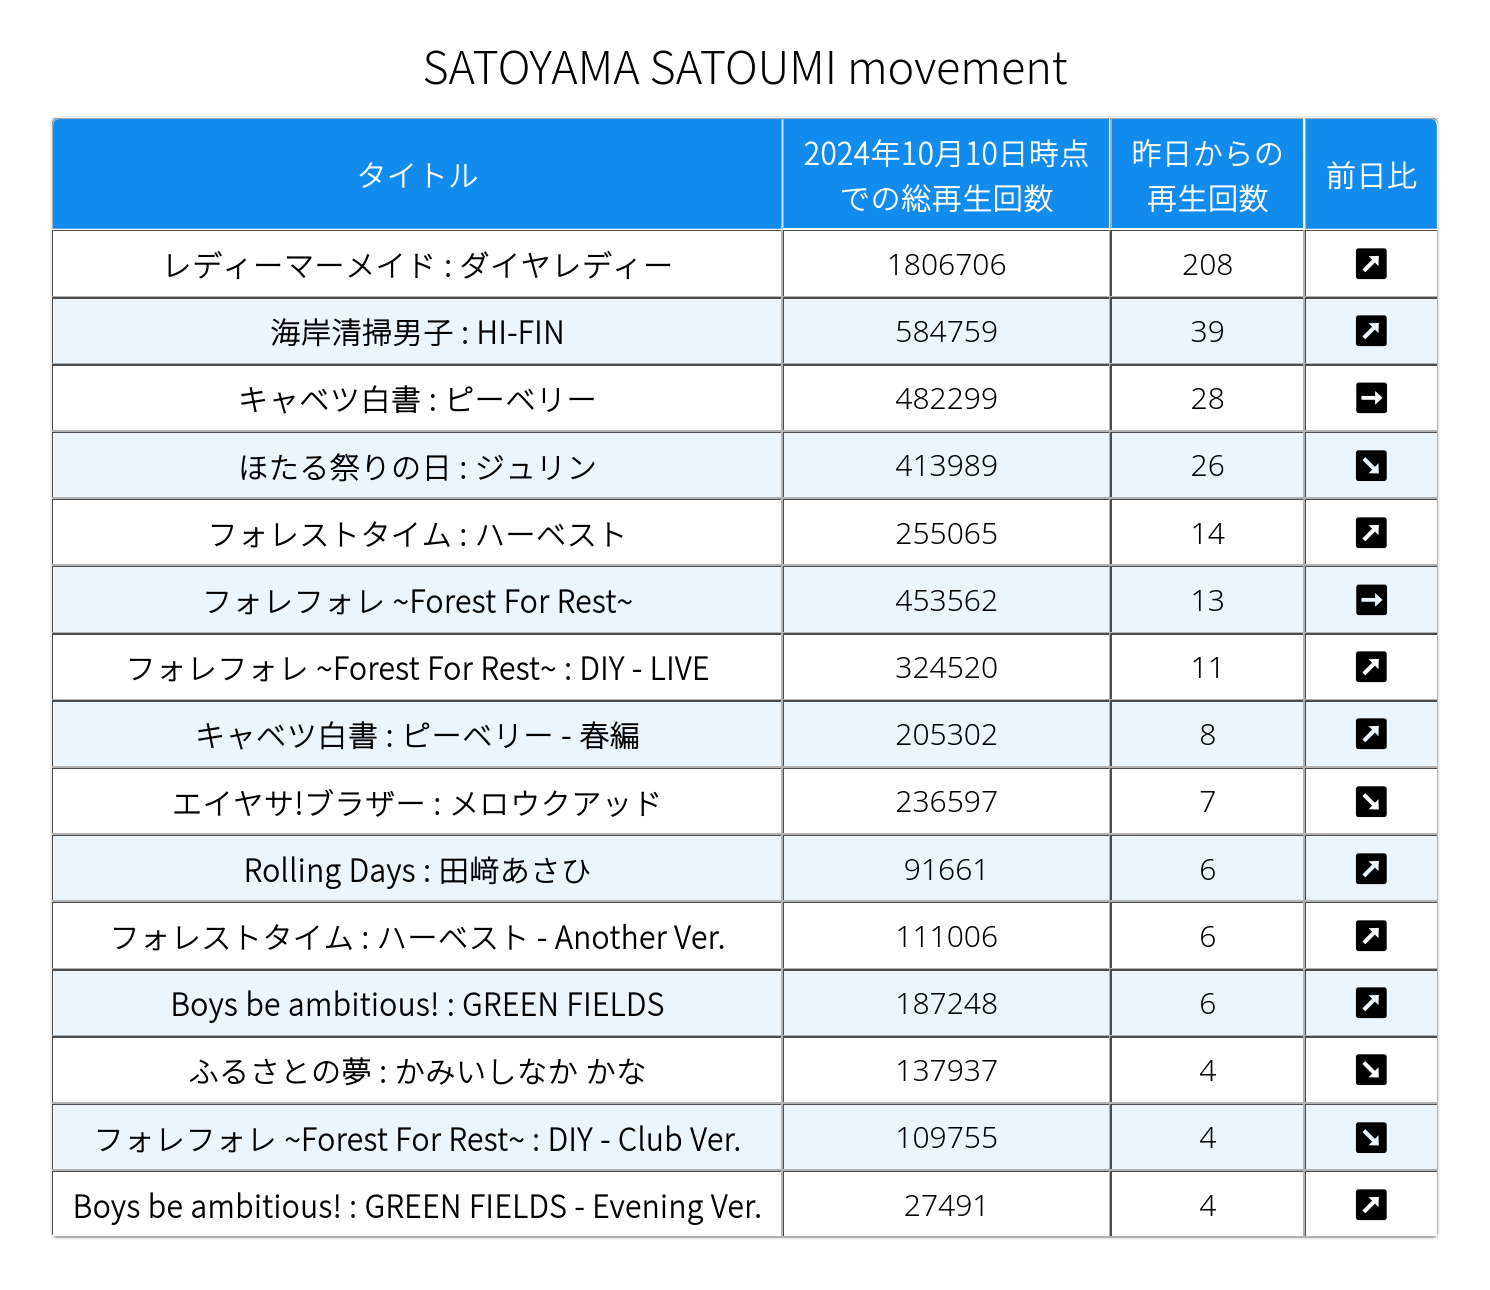 SATOYAMA SATOUMI movement
タイトル 2024年10月10日時点での総再生回数 昨日からの再生回数 前日比
レディーマーメイド : ダイヤレディー 1806706 208 ↗
海岸清掃男子 : HI-FIN 584759 39 ↗
キャベツ白書 : ピーベリー 482299 28 →
ほたる祭りの日 : ジュリン 413989 26 ↘
フォレストタイム : ハーベスト 255065 14 ↗
フォレフォレ ~Forest For Rest~ 453562 13 →
フォレフォレ ~Forest For Rest~ : DIY - LIVE 324520 11 ↗
キャベツ白書 : ピーベリー - 春編 205302 8 ↗
エイヤサ!ブラザー : メロウクアッド 236597 7 ↘
Rolling Days : 田﨑あさひ 91661 6 ↗
フォレストタイム : ハーベスト - Another Ver. 111006 6 ↗
Boys be ambitious! : GREEN FIELDS 187248 6 ↗
ふるさとの夢 : かみいしなか かな 137937 4 ↘
フォレフォレ ~Forest For Rest~ : DIY - Club Ver. 109755 4 ↘
Boys be ambitious! : GREEN FIELDS - Evening Ver. 27491 4 ↗